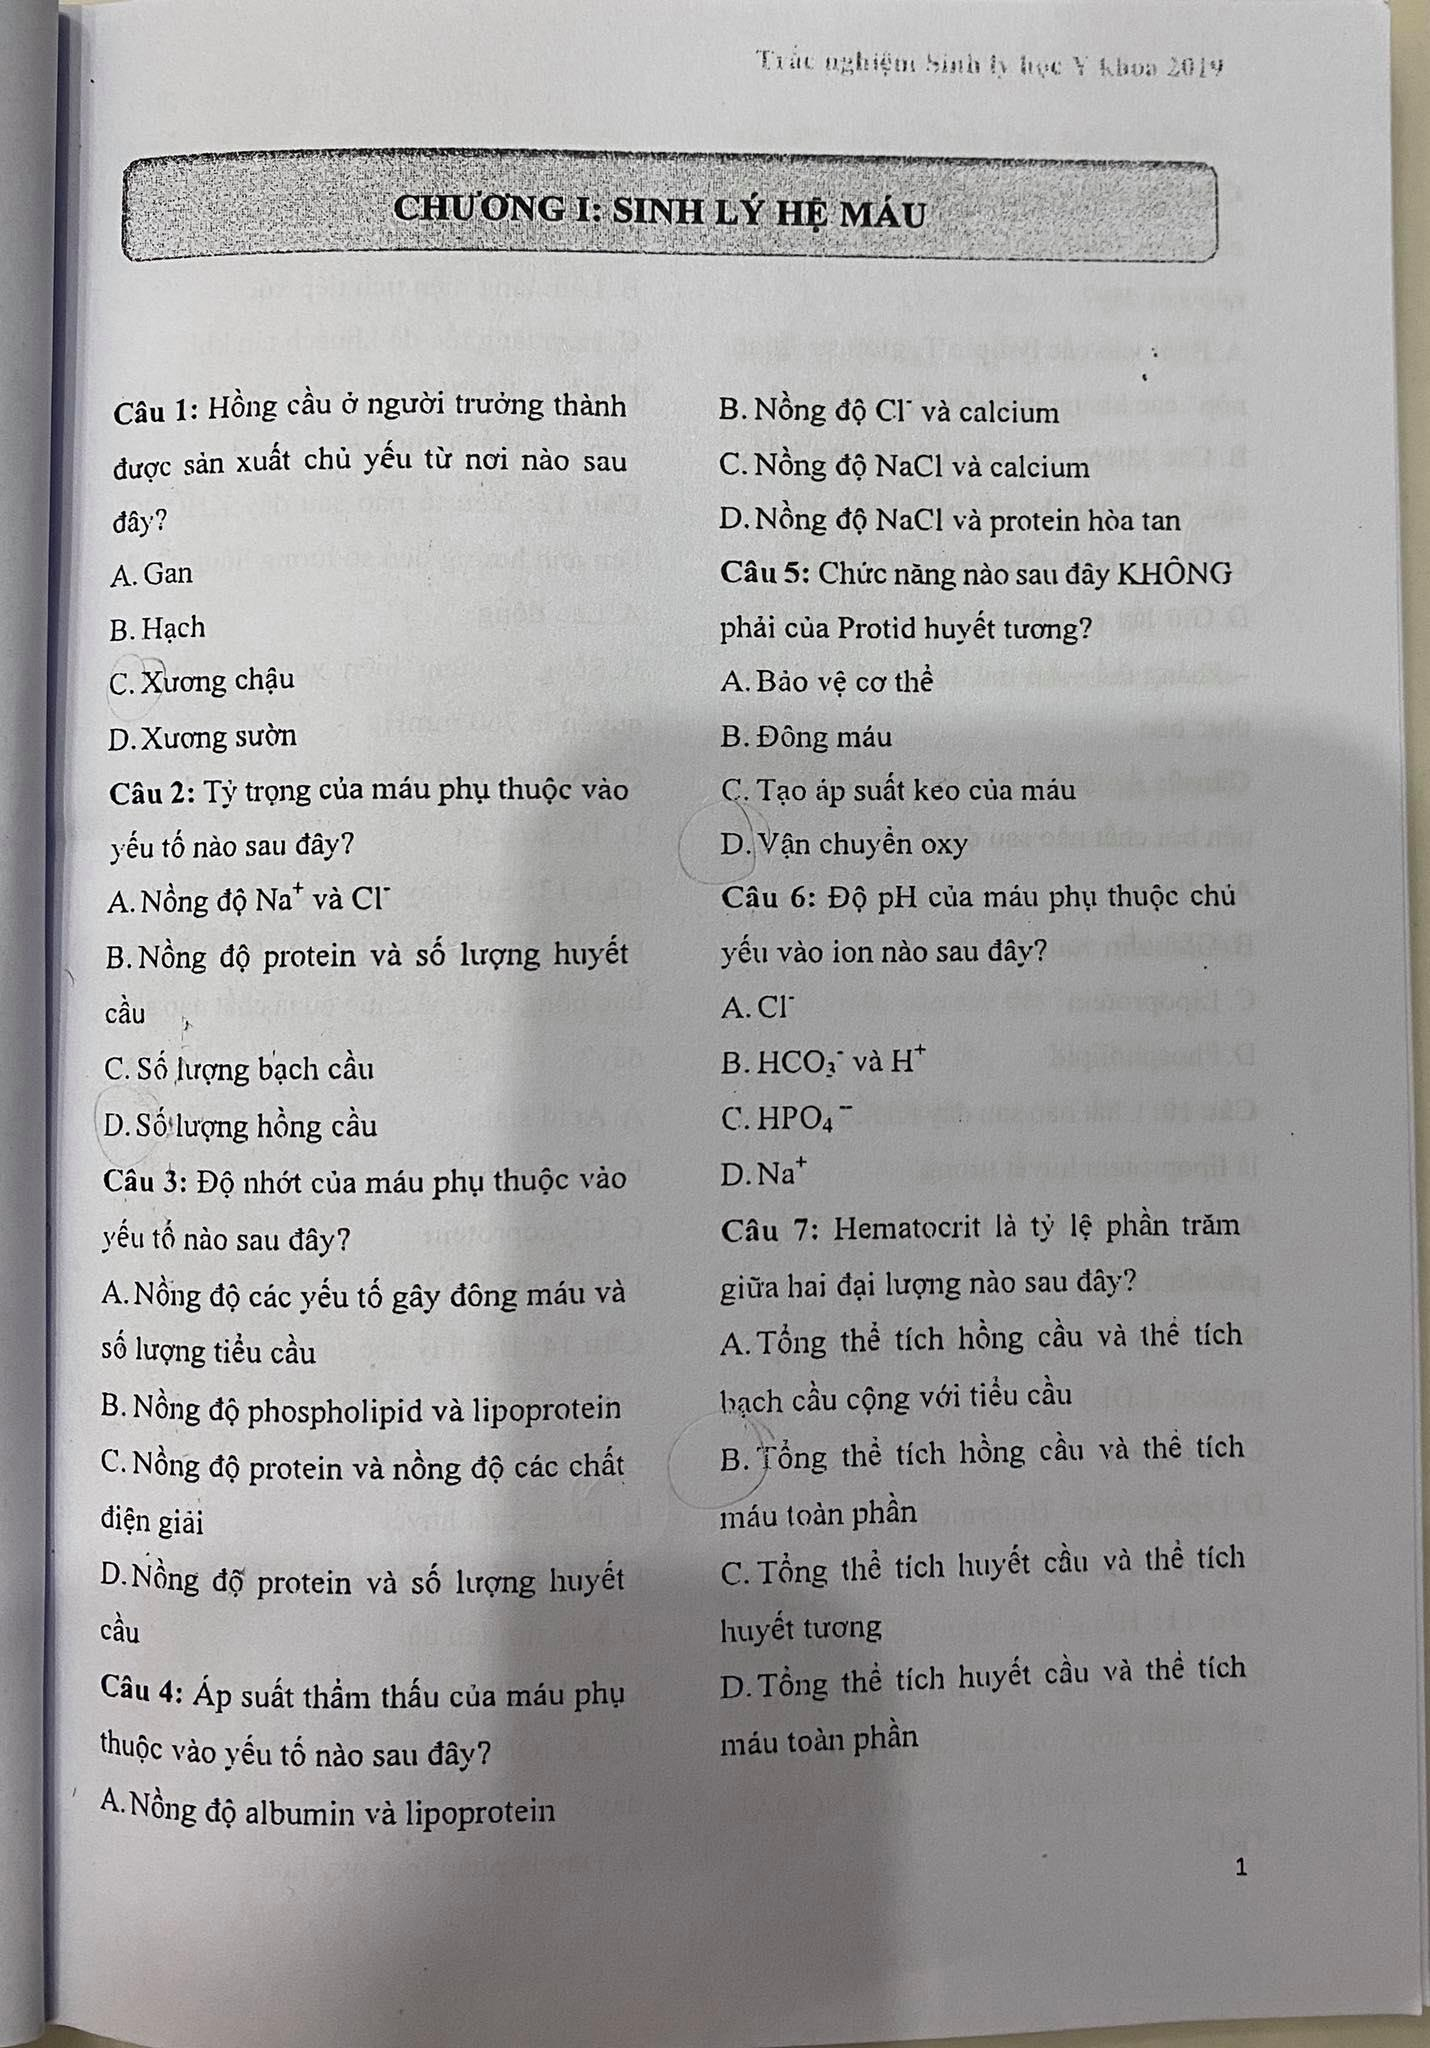 Trắc nghiệm Sinh lý học Y khoa 2019
CHƯƠNG I: SINH LÝ HỆ MÁU
Câu 1: Hồng cầu ở người trưởng thành
được sản xuất chủ yếu từ nơi nào sau
đây?
A. Gan
B. Hạch
C. Xương chậu
D. Xương sườn
Câu 2: Tỷ trọng của máu phụ thuộc vào
yếu tố nào sau đây?
A. Nồng độ Na⁺ và Cl⁻
B. Nồng độ protein và số lượng huyết
cầu
C. Số lượng bạch cầu
D. Số lượng hồng cầu
Câu 3: Độ nhớt của máu phụ thuộc vào
yếu tố nào sau đây?
A. Nồng độ các yếu tố gây đông máu và
số lượng tiểu cầu
B. Nồng độ phospholipid và lipoprotein
C. Nồng độ protein và nồng độ các chất
điện giải
D. Nồng độ protein và số lượng huyết
cầu
Câu 4: Áp suất thẩm thấu của máu phụ
thuộc vào yếu tố nào sau đây?
A. Nồng độ albumin và lipoprotein
B. Nồng độ Cl⁻ và calcium
C. Nồng độ NaCl và calcium
D. Nồng độ NaCl và protein hòa tan
Câu 5: Chức năng nào sau đây KHÔNG
phải của Protid huyết tương?
A. Bảo vệ cơ thể
B. Đông máu
C. Tạo áp suất keo của máu
D. Vận chuyển oxy
Câu 6: Độ pH của máu phụ thuộc chủ
yếu vào ion nào sau đây?
A. Cl⁻
B. HCO₃⁻ và H⁺
C. HPO₄⁻⁻
D. Na⁺
Câu 7: Hematocrit là tỷ lệ phần trăm
giữa hai đại lượng nào sau đây?
A. Tổng thể tích hồng cầu và thể tích
bạch cầu cộng với tiểu cầu
B. Tổng thể tích hồng cầu và thể tích
máu toàn phần
C. Tổng thể tích huyết cầu và thể tích
huyết tương
D. Tổng thể tích huyết cầu và thể tích
máu toàn phần
1